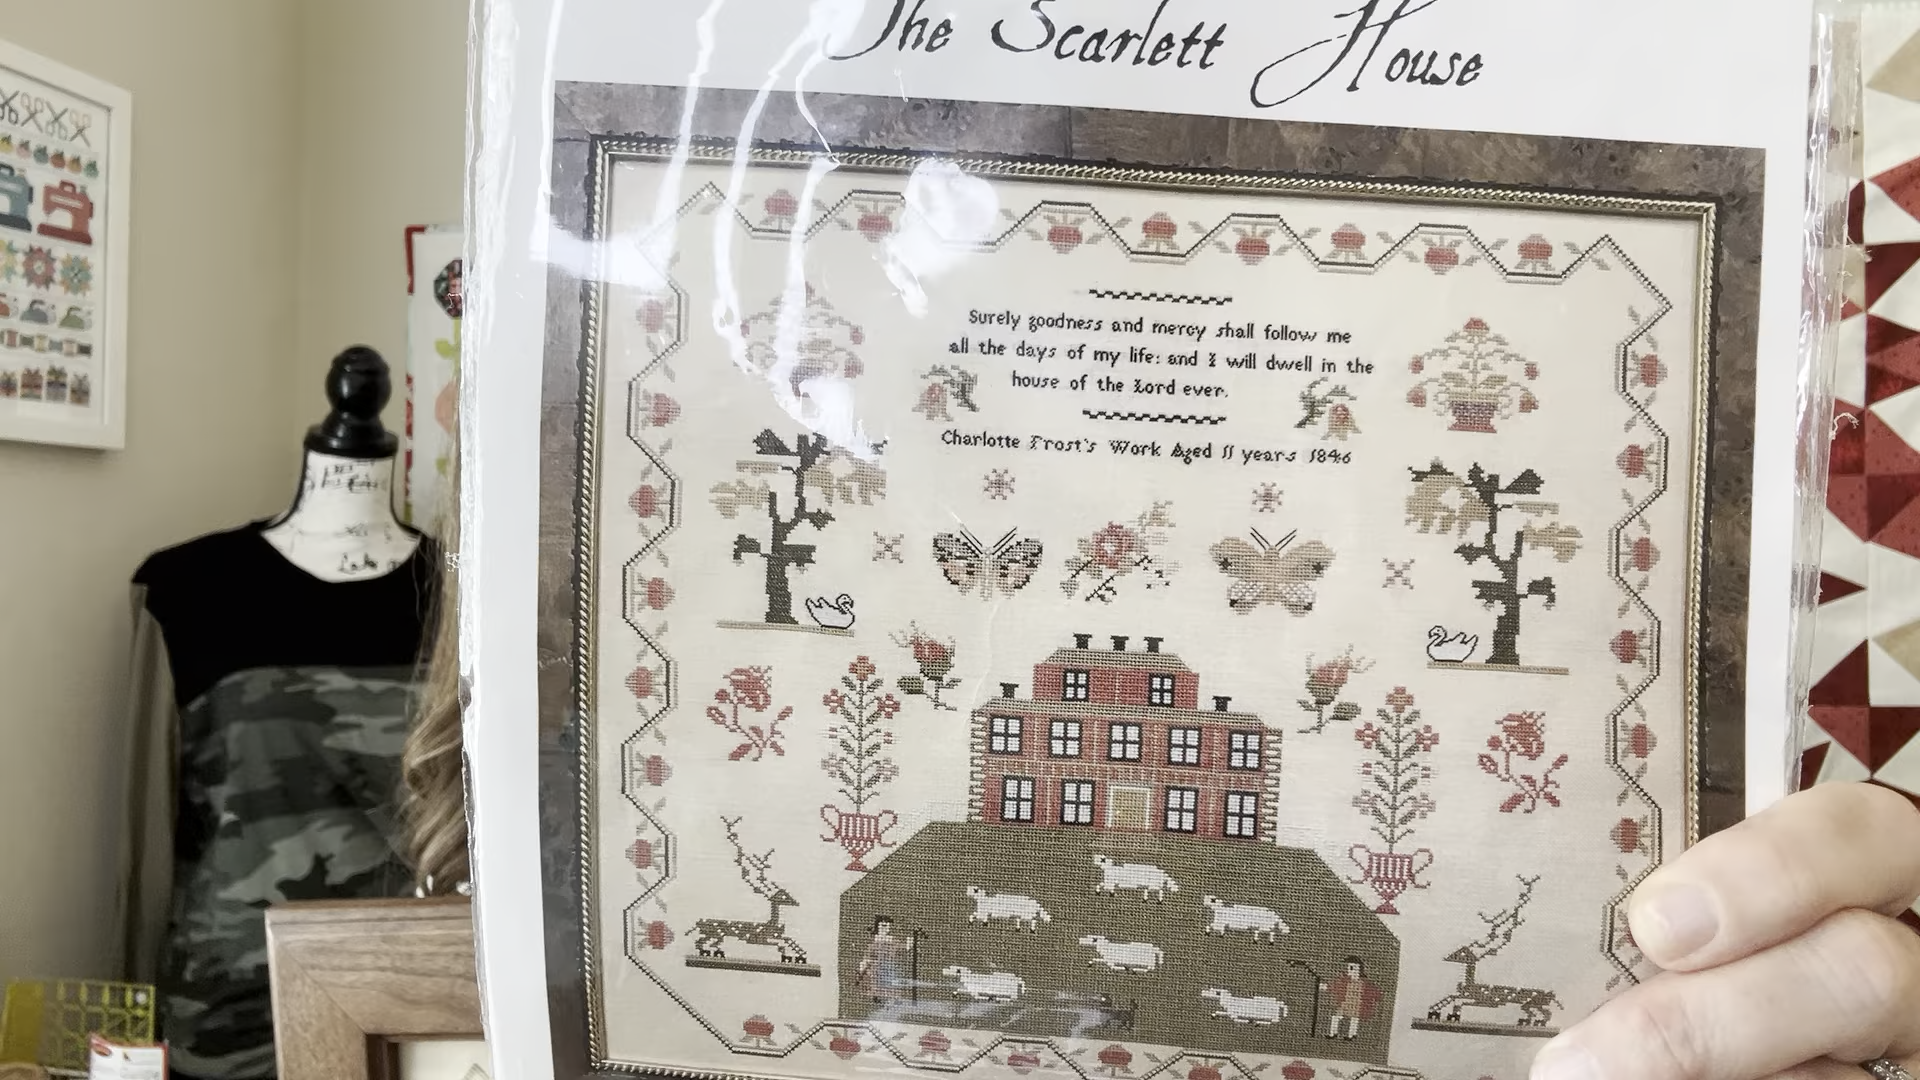 The Scarlett House
Surely goodness and mercy shall follow me
all the days of my life: and I will dwell in the
house of the Lord ever.
Charlotte Frost's Work Aged 11 years 1846